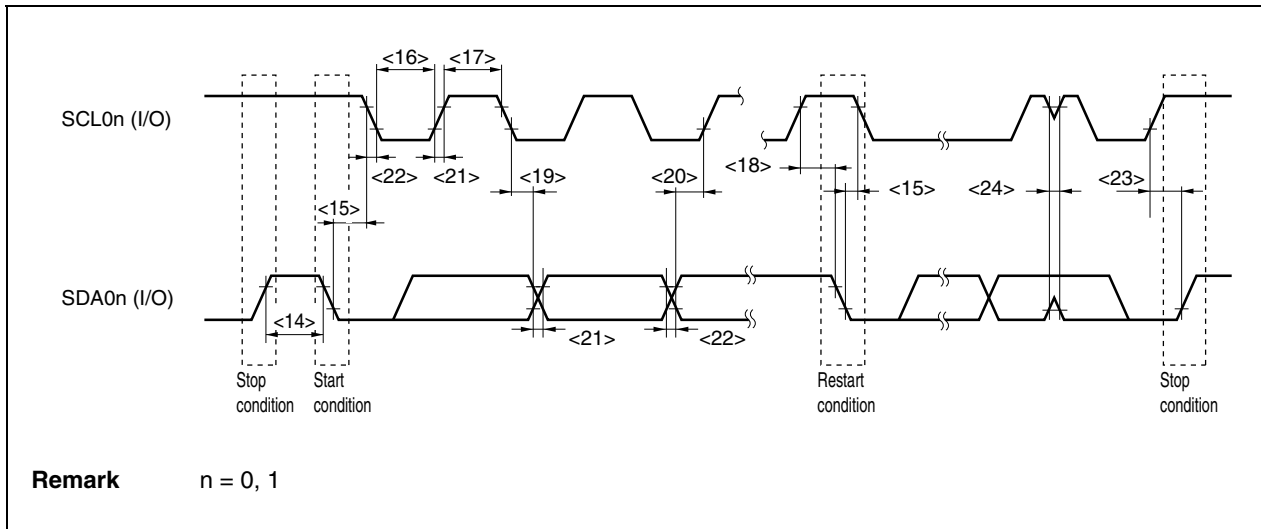 <16> <17>
SCL0n (I/O)
<22> <21> <19> <20> <18> <15> <24> <23>
<15>
SDA0n (I/O)
<14> <21> <22>
Stop condition
Start condition
Restart condition
Stop condition
Remark n = 0, 1